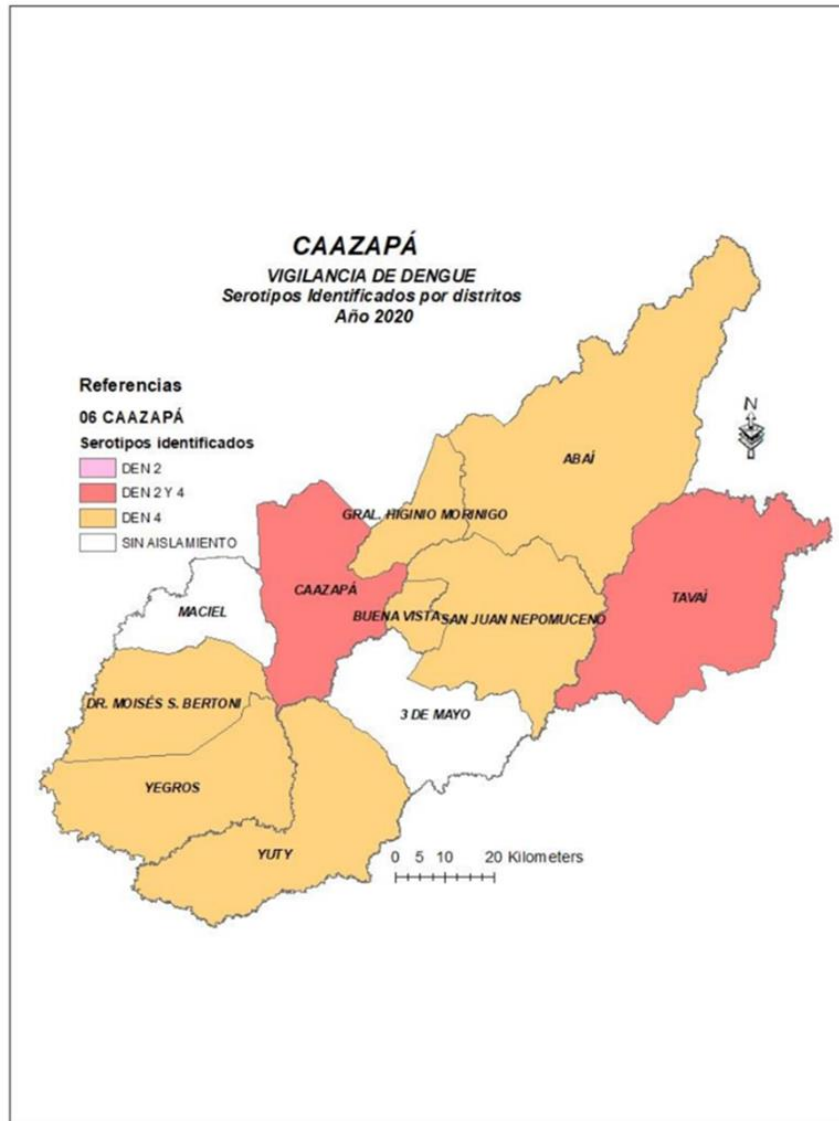 CAAZAPÁ
VIGILANCIA DE DENGUE
Serotipos Identificados por distritos
Año 2020
Referencias
06 CAAZAPÁ
Serotipos identificados
DEN 2
DEN 2 Y 4
DEN 4
SIN AISLAMIENTO
N
ABAÍ
GRAL. HIGINIO MORINIGO
TAVAÍ
CAAZAPÁ
MACIEL
BUENA VISTA
SAN JUAN NEPOMUCENO
DR. MOISÉS S. BERTONI
3 DE MAYO
YEGROS
YUTY
0 5 10 20 Kilometers